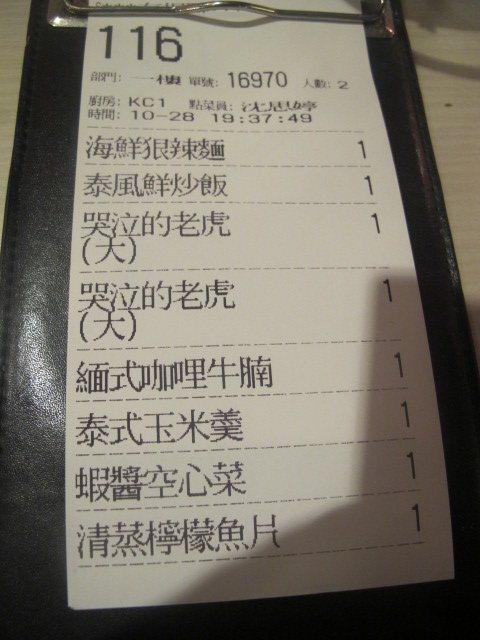 116
部門: 一樓 單號: 16970 人數: 2
廚房: KC1 點菜員: 沈思婷
時間: 10-28 19:37:49
海鮮狠辣麵 1
泰風鮮炒飯 1
哭泣的老虎 1
(大)
哭泣的老虎 1
(大)
緬式咖哩牛腩 1
泰式玉米羹 1
蝦醬空心菜 1
清蒸檸檬魚片 1